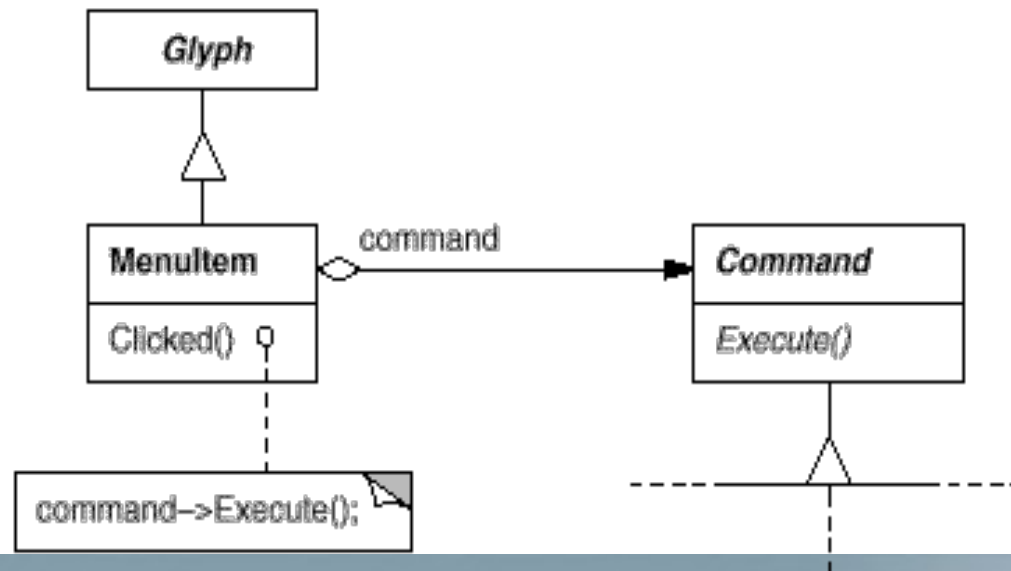 Glyph
command
MenuItem
Command
Clicked()
Execute()
command->Execute();